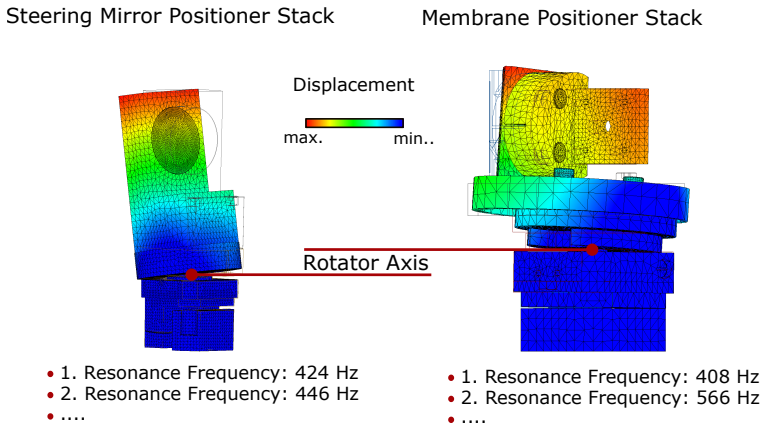 Steering Mirror Positioner Stack
Membrane Positioner Stack
Displacement
max.
min..
Rotator Axis
• 1. Resonance Frequency: 424 Hz
• 2. Resonance Frequency: 446 Hz
• ....
• 1. Resonance Frequency: 408 Hz
• 2. Resonance Frequency: 566 Hz
• ....